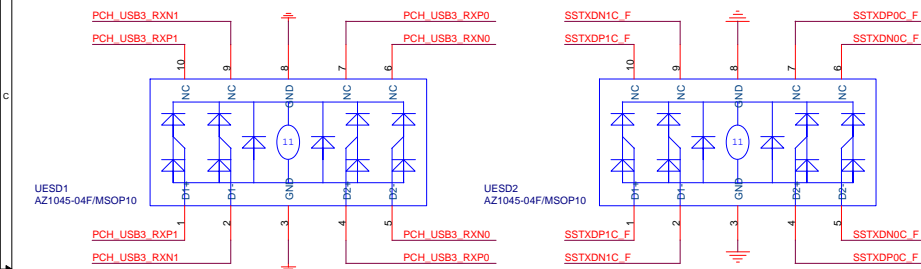 PCH_USB3_RXN1
PCH_USB3_RXP0
SSTXDN1C_F
SSTXDP0C_F
PCH_USB3_RXP1
PCH_USB3_RXN0
SSTXDP1C_F
SSTXDN0C_F
10 9 8 7 6
10 9 8 7 6
NC NC GND NC NC
NC NC GND NC NC
C
11
11
UESD1
AZ1045-04F/MSOP10
UESD2
AZ1045-04F/MSOP10
D1+ D1- GND D2+ D2-
D1+ D1- GND D2+ D2-
1 2 3 4 5
1 2 3 4 5
PCH_USB3_RXP1
PCH_USB3_RXN0
SSTXDP1C_F
SSTXDN0C_F
PCH_USB3_RXN1
PCH_USB3_RXP0
SSTXDN1C_F
SSTXDP0C_F